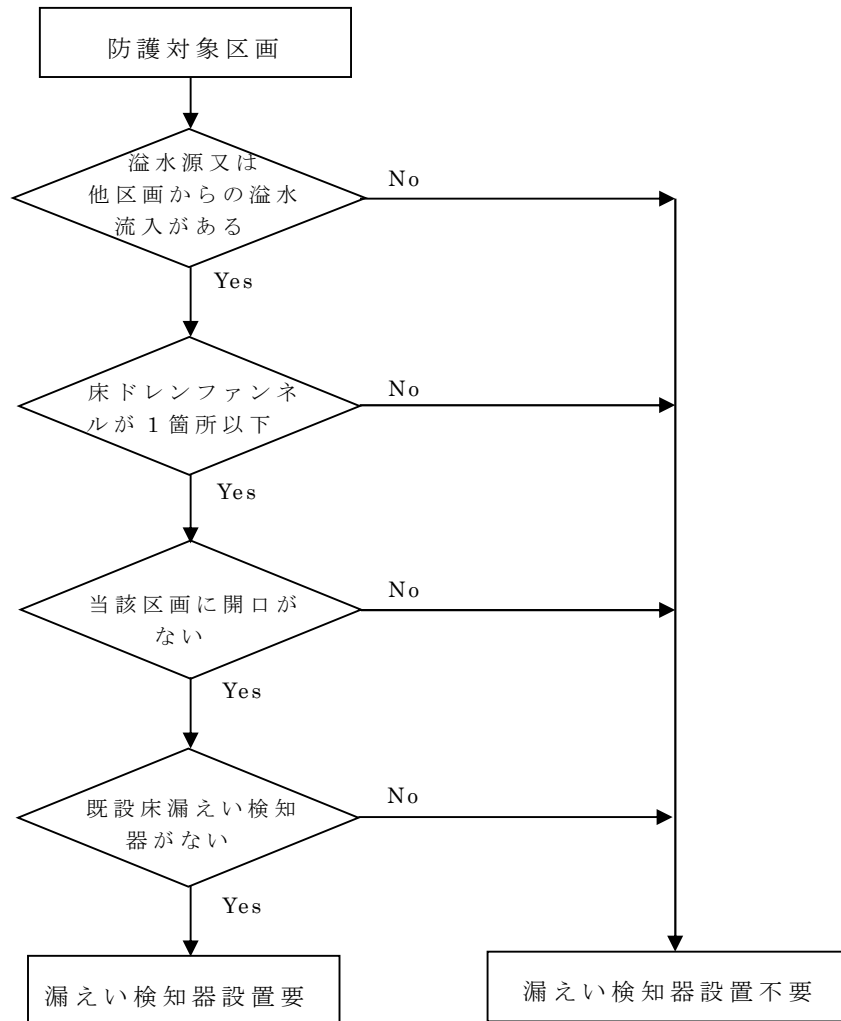 防護対象区画
溢水源又は
他区画からの溢水
流入がある
No
Yes
床ドレンファンネ
ルが1箇所以下
No
Yes
当該区画に開口が
ない
No
Yes
既設床漏えい検知
器がない
No
Yes
漏えい検知器設置要
漏えい検知器設置不要